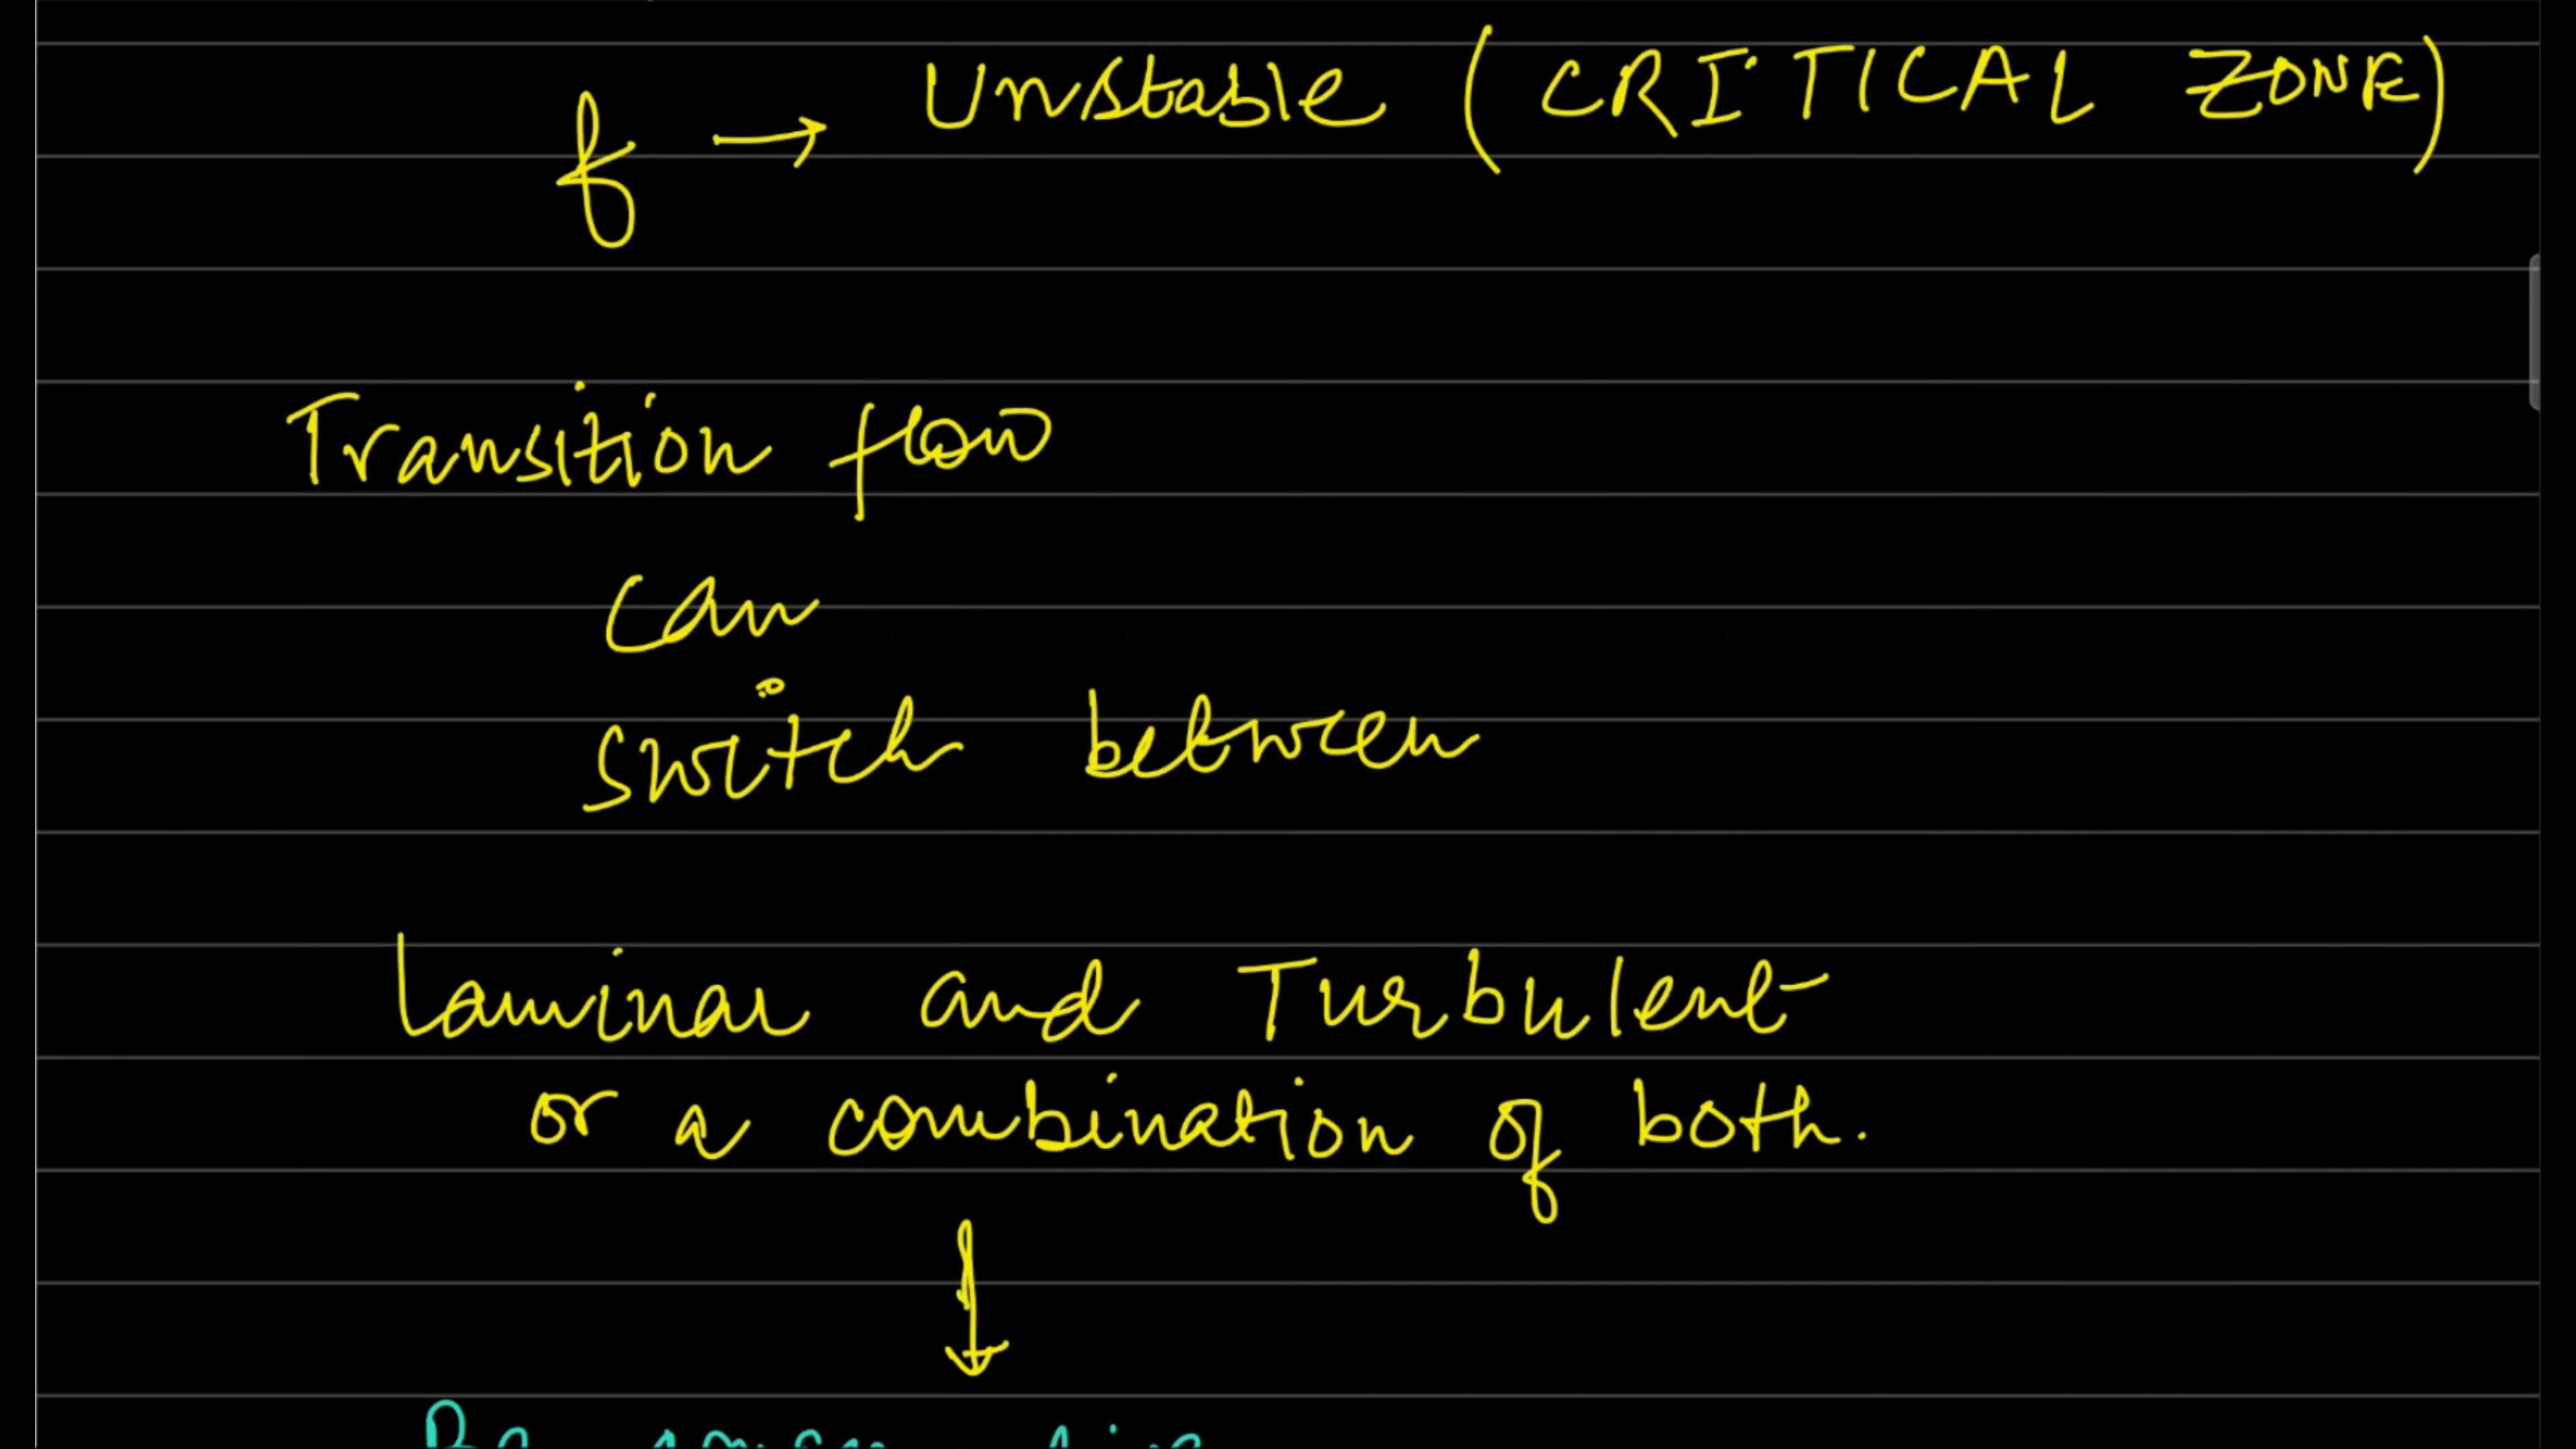 f → Unstable (CRITICAL ZONE)
Transition flow
can
switch between
Laminar and Turbulent
or a combination of both.
↓